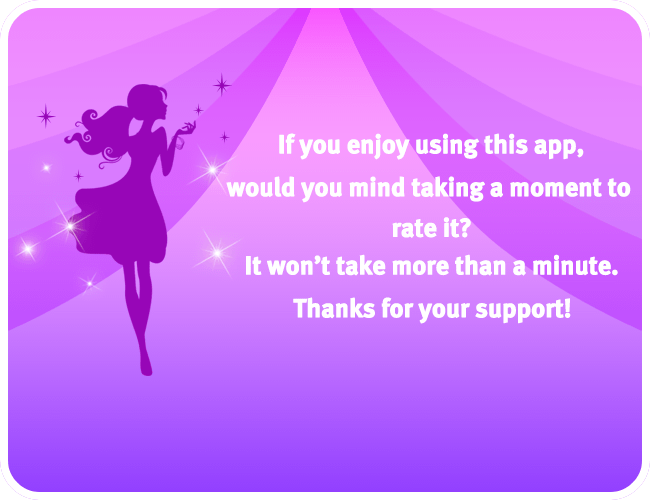 If you enjoy using this app,
would you mind taking a moment to
rate it?
It won't take more than a minute.
Thanks for your support!